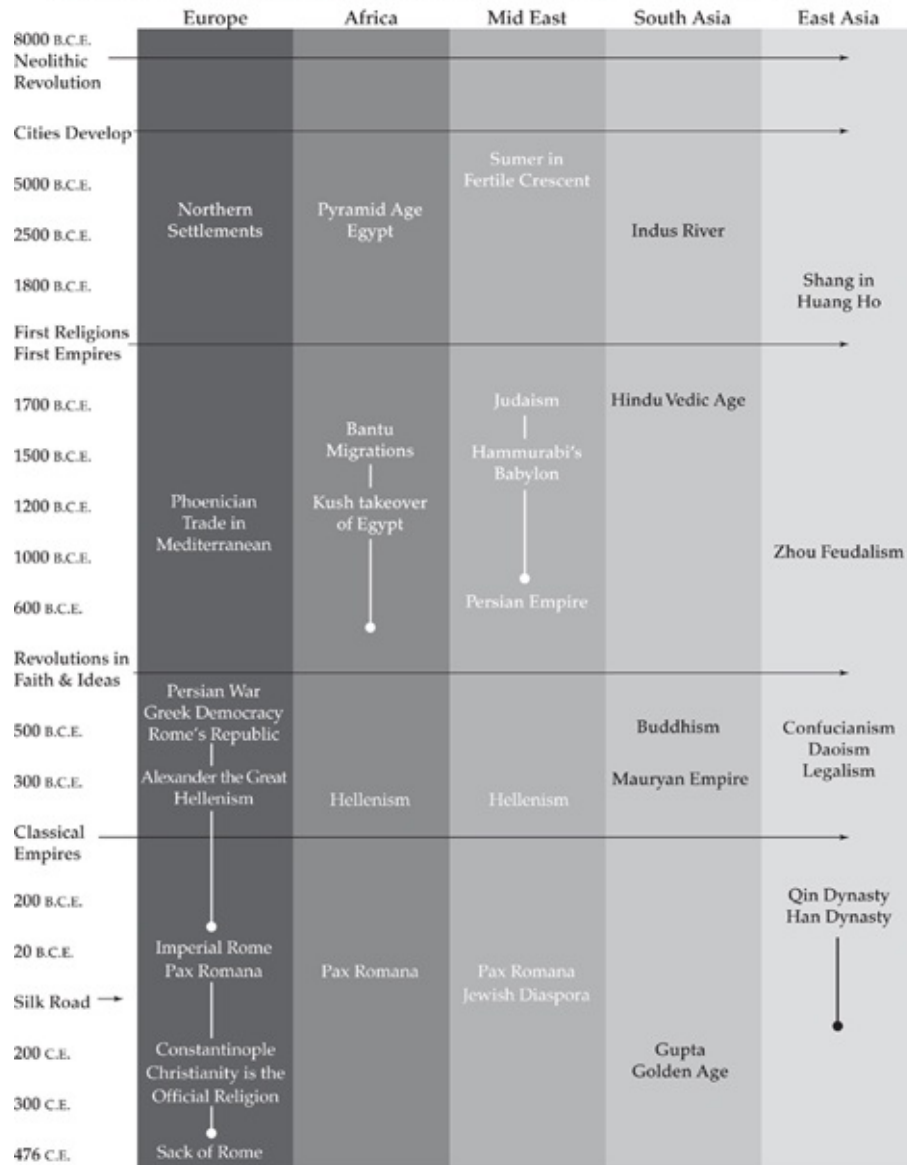 Europe Africa Mid East South Asia East Asia
8000 B.C.E.
Neolithic
Revolution
Cities Develop
Sumer in
Fertile Crescent
5000 B.C.E.
Northern
Settlements
Pyramid Age
Egypt
2500 B.C.E.
Indus River
1800 B.C.E.
Shang in
Huang Ho
First Religions
First Empires
1700 B.C.E.
Judaism
Hindu Vedic Age
Bantu
Migrations
1500 B.C.E.
Hammurabi's
Babylon
1200 B.C.E.
Phoenician
Trade in
Mediterranean
Kush takeover
of Egypt
1000 B.C.E.
Zhou Feudalism
600 B.C.E.
Persian Empire
Revolutions in
Faith & Ideas
Persian War
Greek Democracy
Rome's Republic
500 B.C.E.
Buddhism
Confucianism
Daoism
Legalism
300 B.C.E.
Alexander the Great
Hellenism
Hellenism
Hellenism
Mauryan Empire
Classical
Empires
200 B.C.E.
Qin Dynasty
Han Dynasty
20 B.C.E.
Imperial Rome
Pax Romana
Pax Romana
Pax Romana
Jewish Diaspora
Silk Road
200 C.E.
Constantinople
Christianity is the
Official Religion
Gupta
Golden Age
300 C.E.
476 C.E.
Sack of Rome